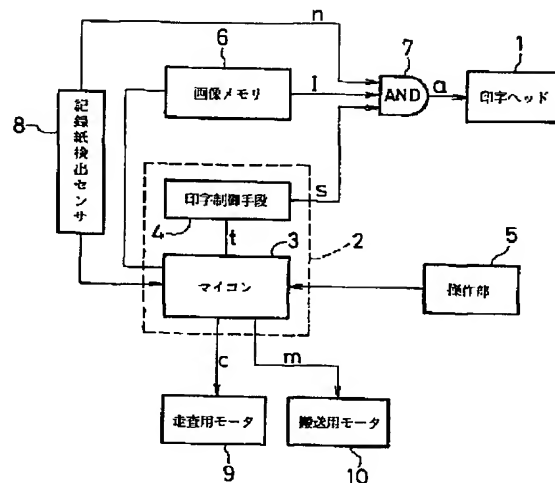 n
6
7
1
画像メモリ
I
AND
a
印字ヘッド
8
記録紙検出センサ
印字制御手段
s
4
t
3
2
マイコン
5
操作部
c
m
走査用モータ
搬送用モータ
9
10